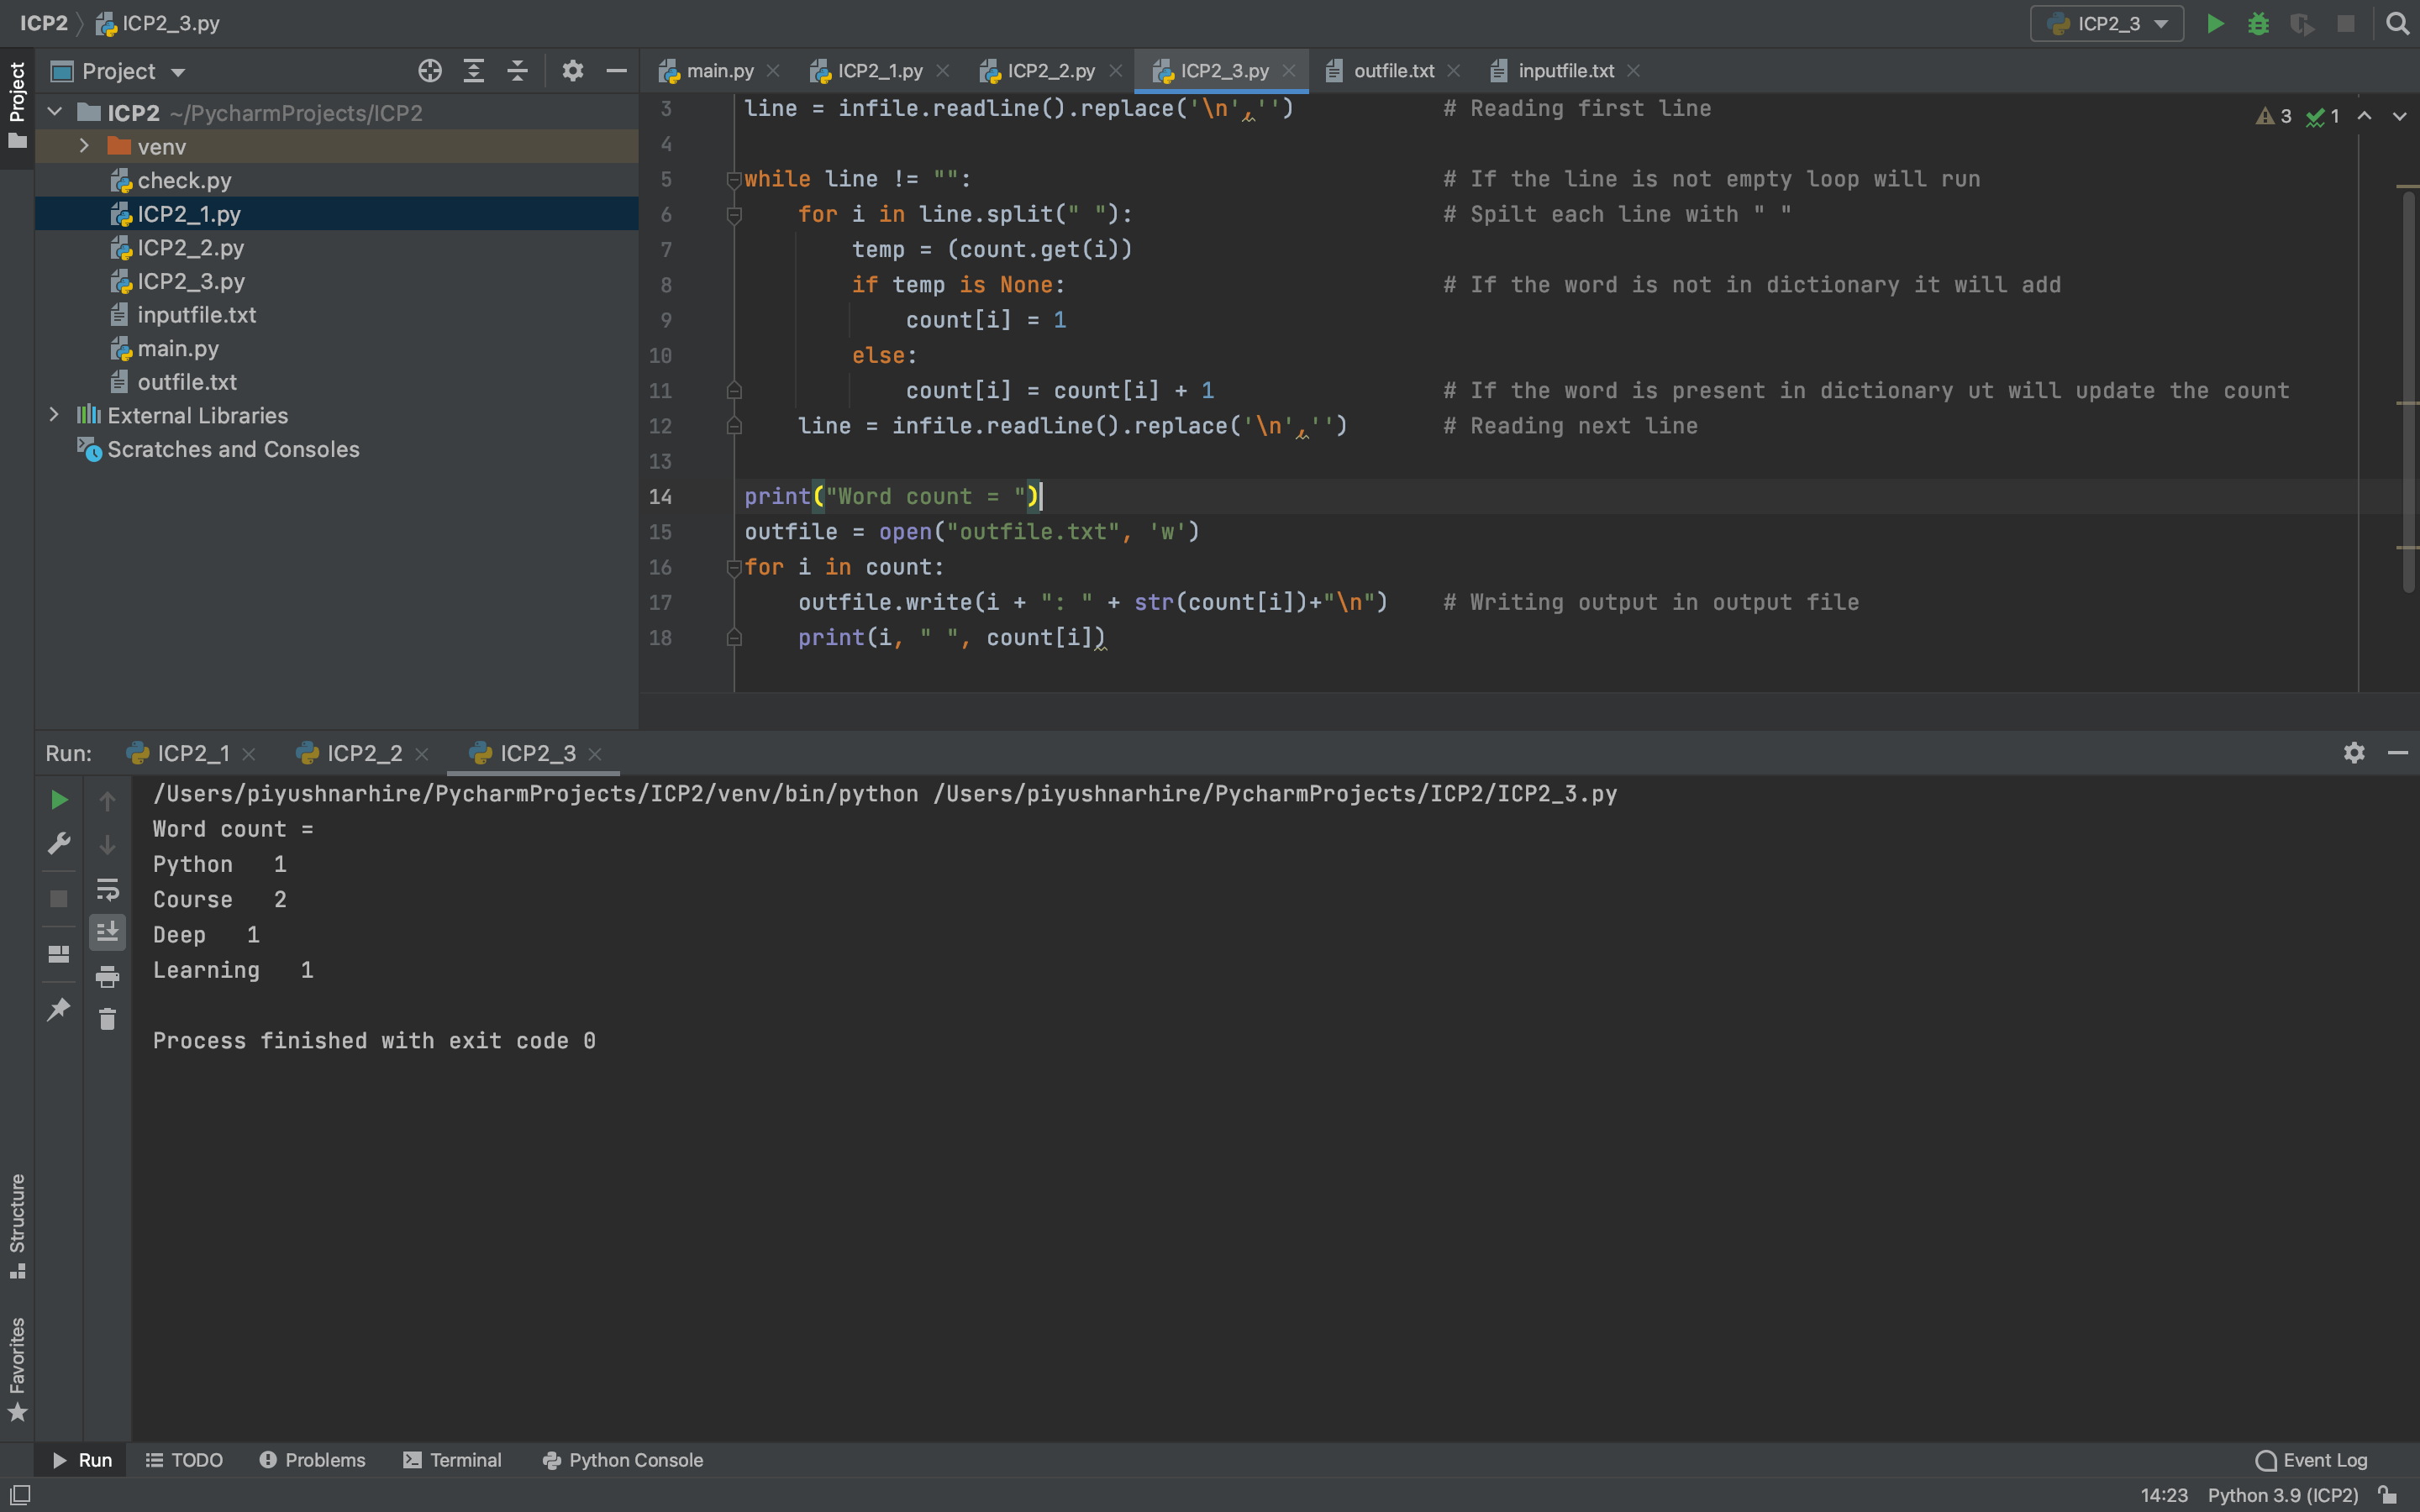 ICP2 ICP2_3.py ICP2_3
Project main.py ICP2_1.py ICP2_2.py ICP2_3.py outfile.txt inputfile.txt
Project
ICP2 ~/PycharmProjects/ICP2
venv
check.py
ICP2_1.py
ICP2_2.py
ICP2_3.py
inputfile.txt
main.py
outfile.txt
External Libraries
Scratches and Consoles
3 1
3 line = infile.readline().replace('\n','') # Reading first line
4
5 while line != "": # If the line is not empty loop will run
6 for i in line.split(" "): # Spilt each line with " "
7 temp = (count.get(i))
8 if temp is None: # If the word is not in dictionary it will add
9 count[i] = 1
10 else:
11 count[i] = count[i] + 1 # If the word is present in dictionary ut will update the count
12 line = infile.readline().replace('\n','') # Reading next line
13
14 print("Word count = ")
15 outfile = open("outfile.txt", 'w')
16 for i in count:
17 outfile.write(i + ": " + str(count[i])+"\n") # Writing output in output file
18 print(i, " ", count[i])
Run: ICP2_1 ICP2_2 ICP2_3
/Users/piyushnarhire/PycharmProjects/ICP2/venv/bin/python /Users/piyushnarhire/PycharmProjects/ICP2/ICP2_3.py
Word count =
Python 1
Course 2
Deep 1
Learning 1
Process finished with exit code 0
Structure
Favorites
Run TODO Problems Terminal Python Console Event Log
14:23 Python 3.9 (ICP2)